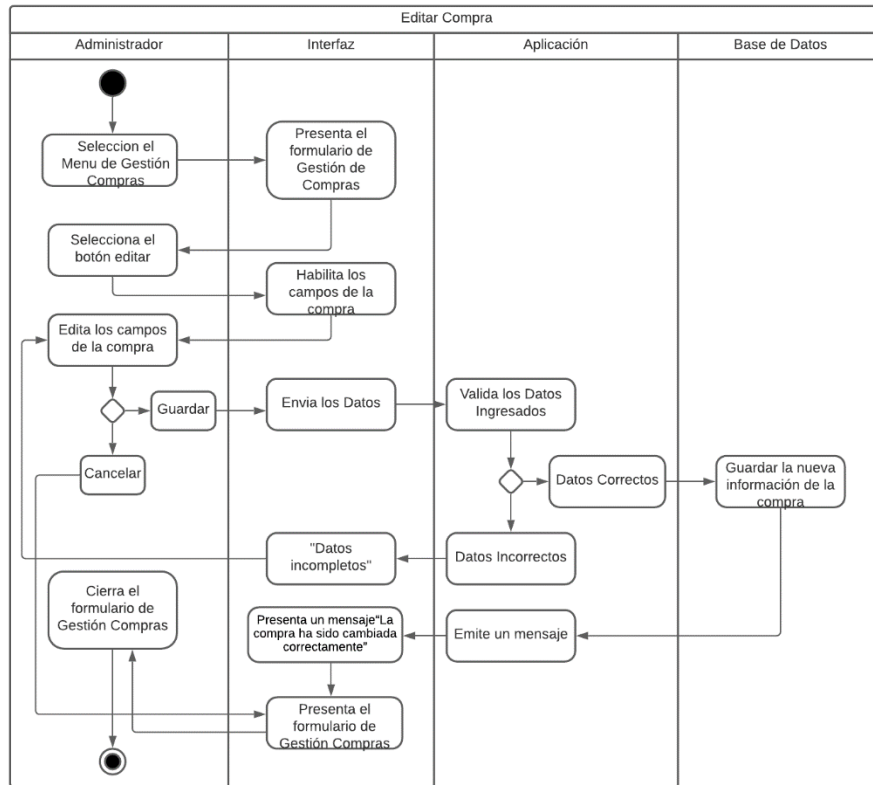 Editar Compra
Administrador
Interfaz
Aplicación
Base de Datos
Seleccion el
Menu de Gestión
Compras
Presenta el
formulario de
Gestión de
Compras
Selecciona el
botón editar
Habilita los
campos de la
compra
Edita los campos
de la compra
Guardar
Envia los Datos
Valida los Datos
Ingresados
Cancelar
Datos Correctos
Guardar la nueva
información de la
compra
"Datos
incompletos"
Datos Incorrectos
Cierra el
formulario de
Gestión Compras
Presenta un mensaje“La
compra ha sido cambiada
correctamente”
Emite un mensaje
Presenta el
formulario de
Gestión Compras